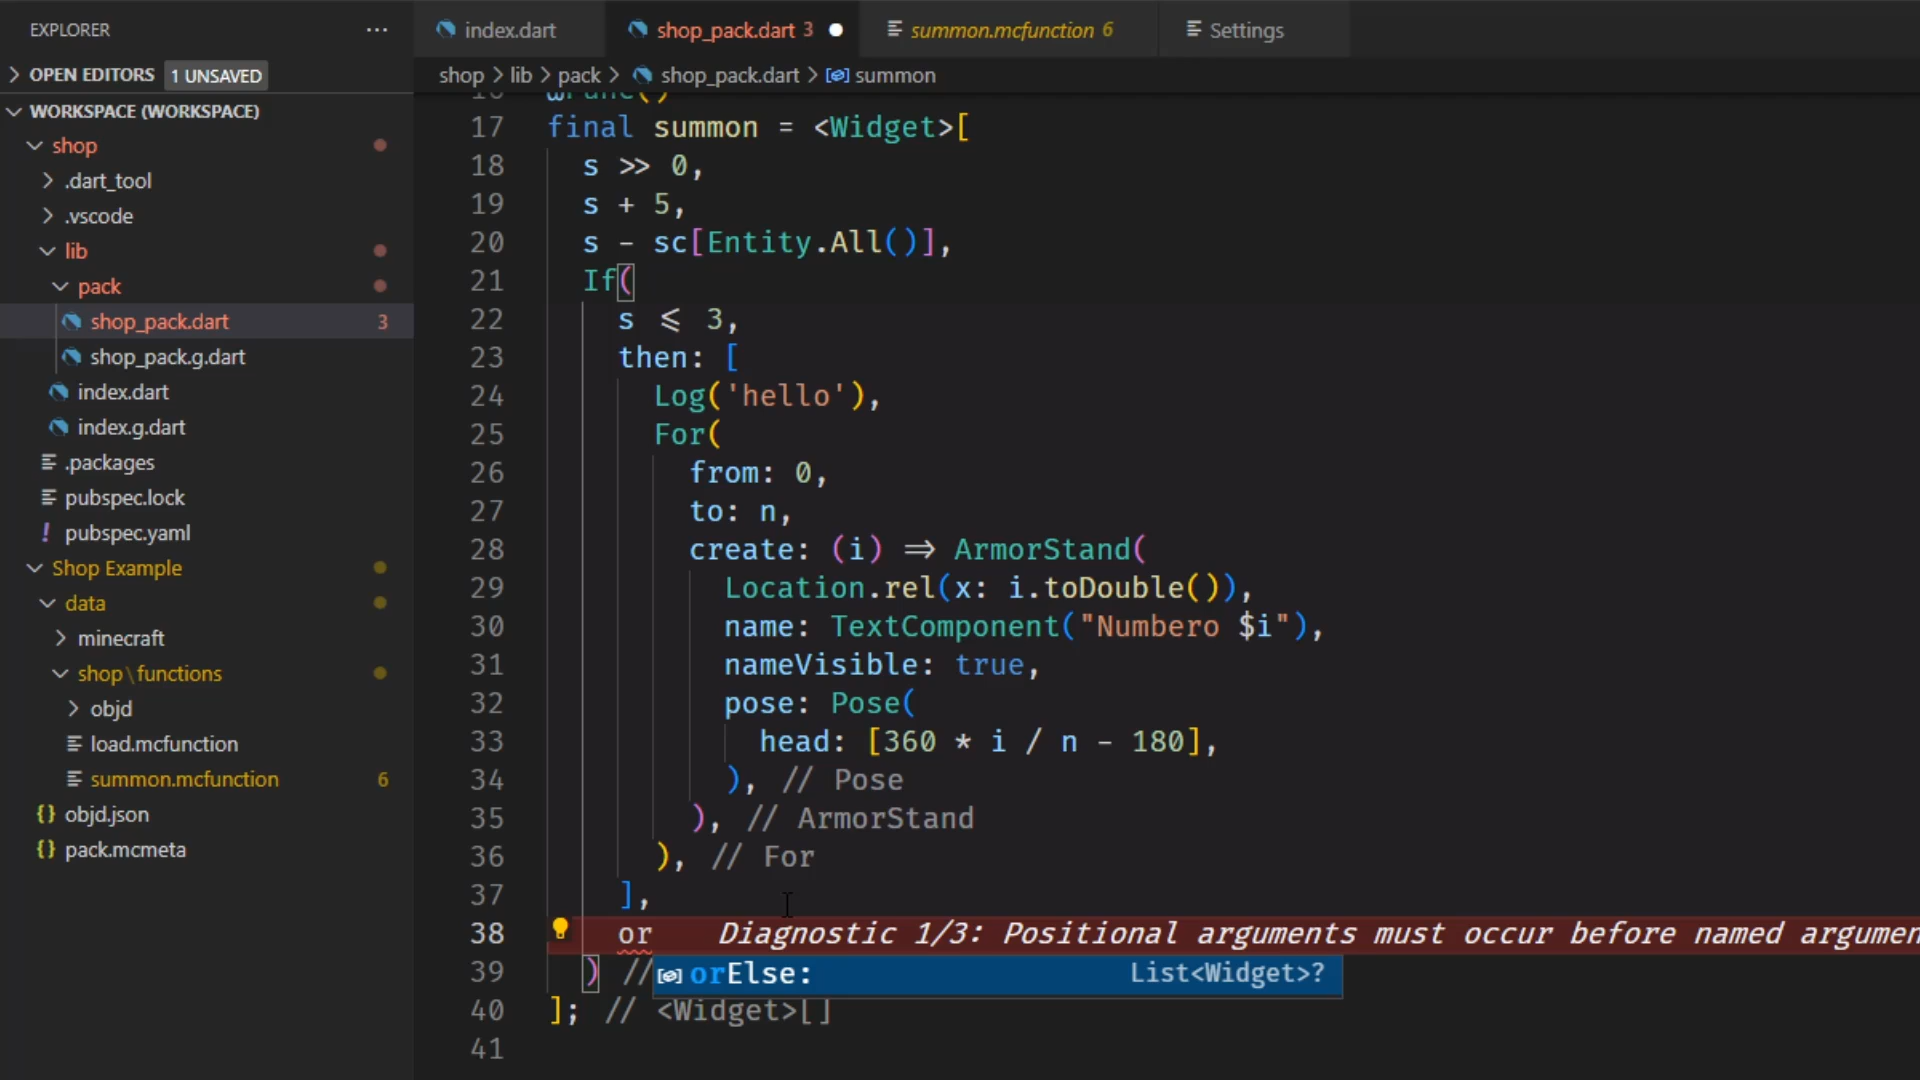 EXPLORER
OPEN EDITORS 1 UNSAVED
WORKSPACE (WORKSPACE)
shop
.dart_tool
.vscode
lib
pack
shop_pack.dart 3
shop_pack.g.dart
index.dart
index.g.dart
.packages
pubspec.lock
! pubspec.yaml
Shop Example
data
minecraft
shop\functions
objd
load.mcfunction
summon.mcfunction 6
{} objd.json
{} pack.mcmeta
index.dart shop_pack.dart 3 summon.mcfunction 6 Settings
shop > lib > pack > shop_pack.dart > summon
17 final summon = <Widget>[
18 s >> 0,
19 s + 5,
20 s - sc[Entity.All()],
21 If(
22 s <= 3,
23 then: [
24 Log('hello'),
25 For(
26 from: 0,
27 to: n,
28 create: (i) => ArmorStand(
29 Location.rel(x: i.toDouble()),
30 name: TextComponent("Numbero $i"),
31 nameVisible: true,
32 pose: Pose(
33 head: [360 * i / n - 180],
34 ), // Pose
35 ), // ArmorStand
36 ), // For
37 ],
38 or Diagnostic 1/3: Positional arguments must occur before named argumen
39 ) // orElse: List<Widget>?
40 ]; // <Widget>[]
41